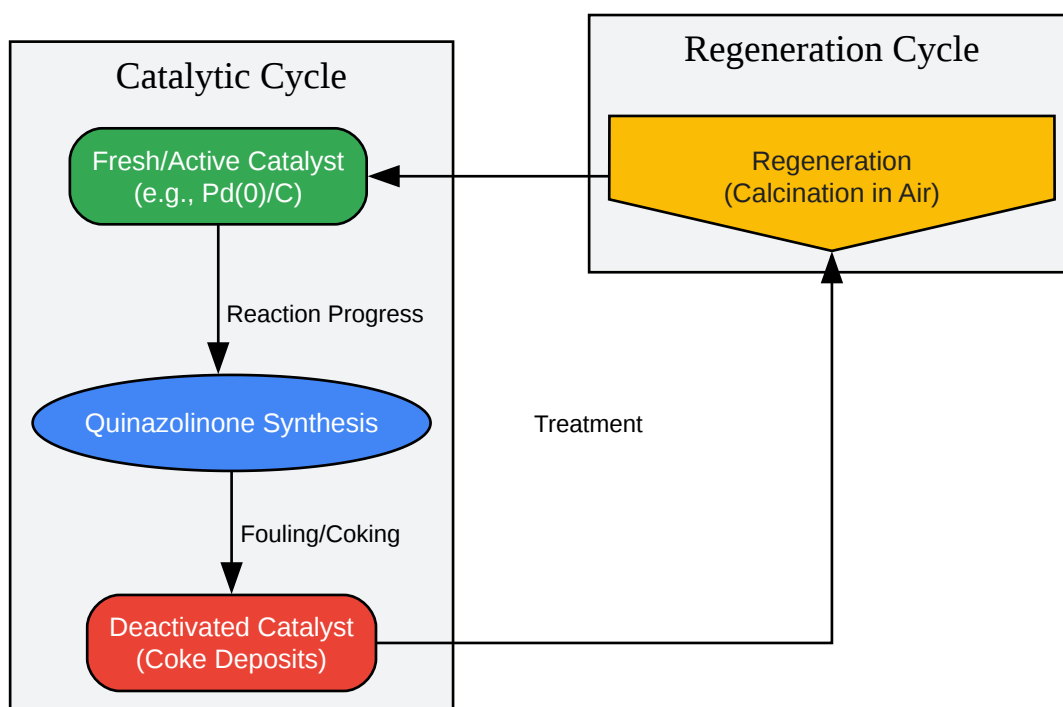 Catalytic Cycle
Fresh/Active Catalyst
(e.g., Pd(0)/C)
Reaction Progress
Quinazolinone Synthesis
Fouling/Coking
Deactivated Catalyst
(Coke Deposits)
Treatment
Regeneration Cycle
Regeneration
(Calcination in Air)